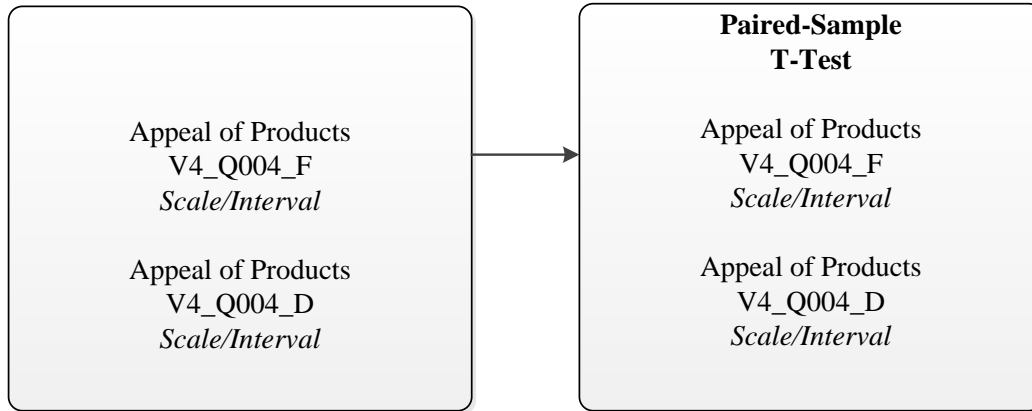 Appeal of Products
V4_Q004_F
Scale/Interval
Appeal of Products
V4_Q004_D
Scale/Interval
Paired-Sample
T-Test
Appeal of Products
V4_Q004_F
Scale/Interval
Appeal of Products
V4_Q004_D
Scale/Interval